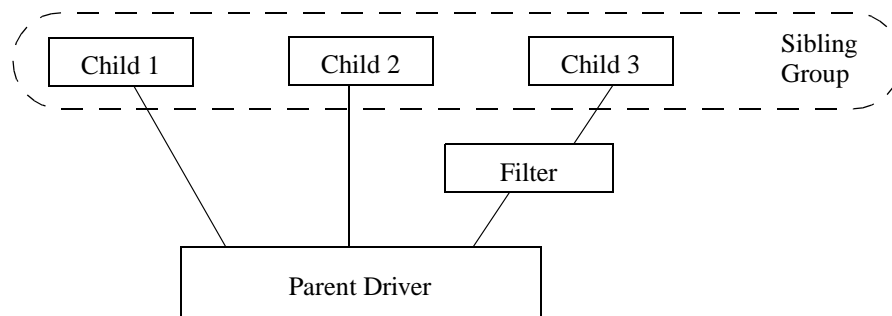 Child 1
Child 2
Child 3
Sibling
Group
Filter
Parent Driver